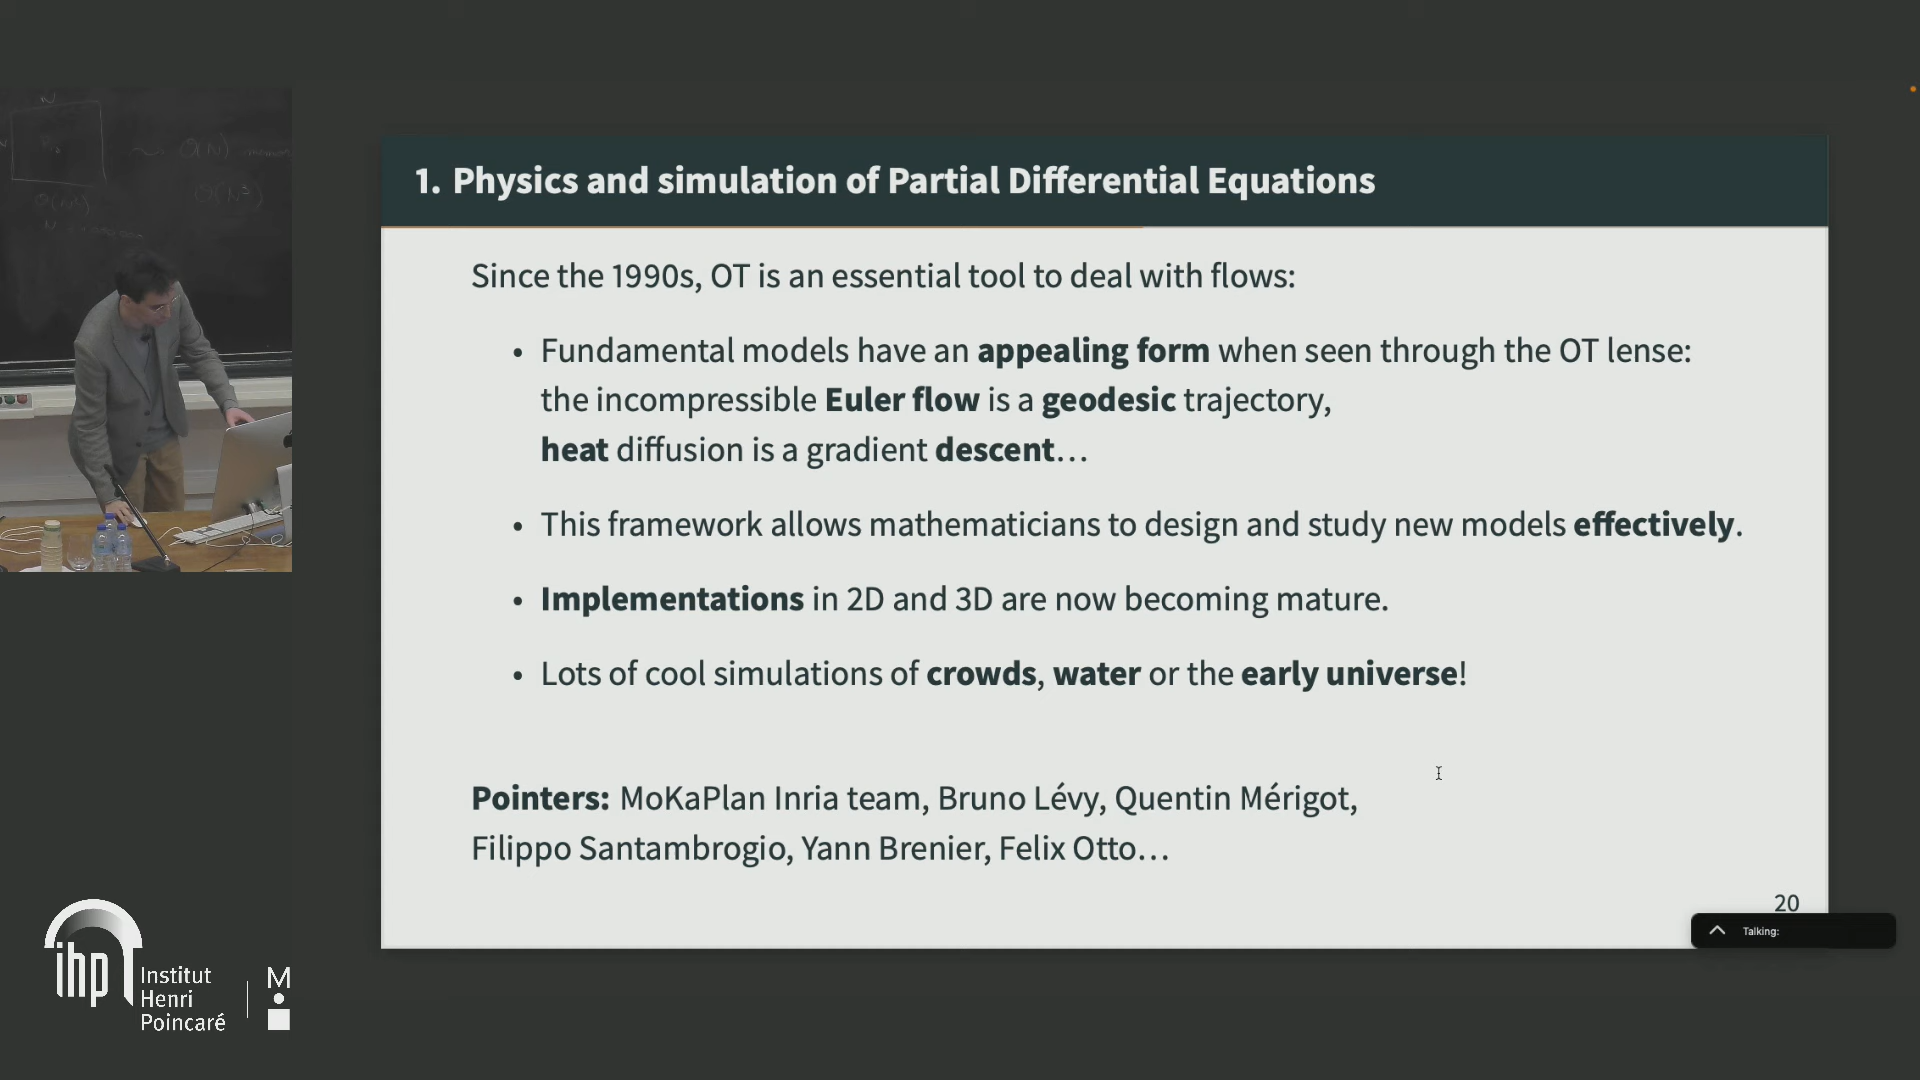 1. Physics and simulation of Partial Differential Equations
Since the 1990s, OT is an essential tool to deal with flows:
• Fundamental models have an appealing form when seen through the OT lense:
the incompressible Euler flow is a geodesic trajectory,
heat diffusion is a gradient descent…
• This framework allows mathematicians to design and study new models effectively.
• Implementations in 2D and 3D are now becoming mature.
• Lots of cool simulations of crowds, water or the early universe!
Pointers: MoKaPlan Inria team, Bruno Lévy, Quentin Mérigot,
Filippo Santambrogio, Yann Brenier, Felix Otto…
20
Talking:
ihp
Institut
Henri
Poincaré
M